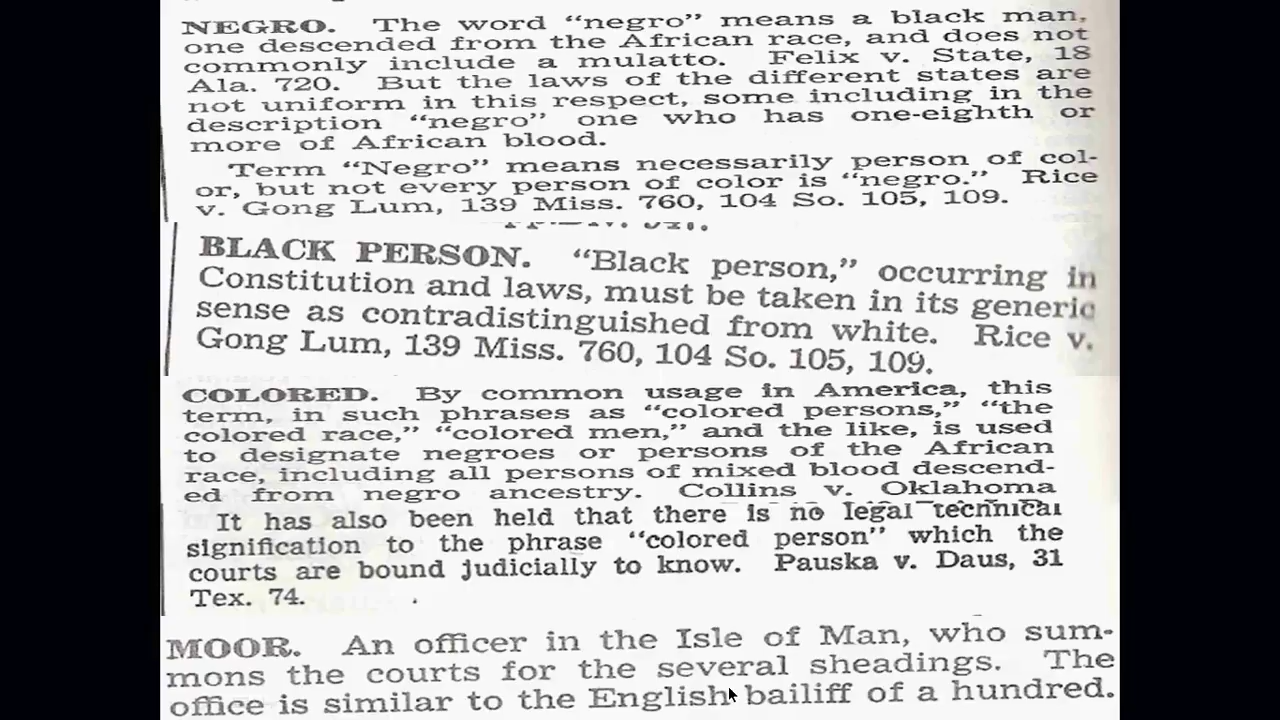 NEGRO. The word "negro" means a black man,
one descended from the African race, and does not
commonly include a mulatto. Felix v. State, 18
Ala. 720. But the laws of the different states are
not uniform in this respect, some including in the
description "negro" one who has one-eighth or
more of African blood.
Term "Negro" means necessarily person of col-
or, but not every person of color is "negro." Rice
v. Gong Lum, 139 Miss. 760, 104 So. 105, 109.
BLACK PERSON. "Black person," occurring in
Constitution and laws, must be taken in its generic
sense as contradistinguished from white. Rice v.
Gong Lum, 139 Miss. 760, 104 So. 105, 109.
COLORED. By common usage in America, this
term, in such phrases as "colored persons," "the
colored race," "colored men," and the like, is used
to designate negroes or persons of the African
race, including all persons of mixed blood descend-
ed from negro ancestry. Collins v. Oklahoma
It has also been held that there is no legal technical
signification to the phrase "colored person" which the
courts are bound judicially to know. Pauska v. Daus, 31
Tex. 74.
MOOR. An officer in the Isle of Man, who sum-
mons the courts for the several sheadings. The
office is similar to the English bailiff of a hundred.